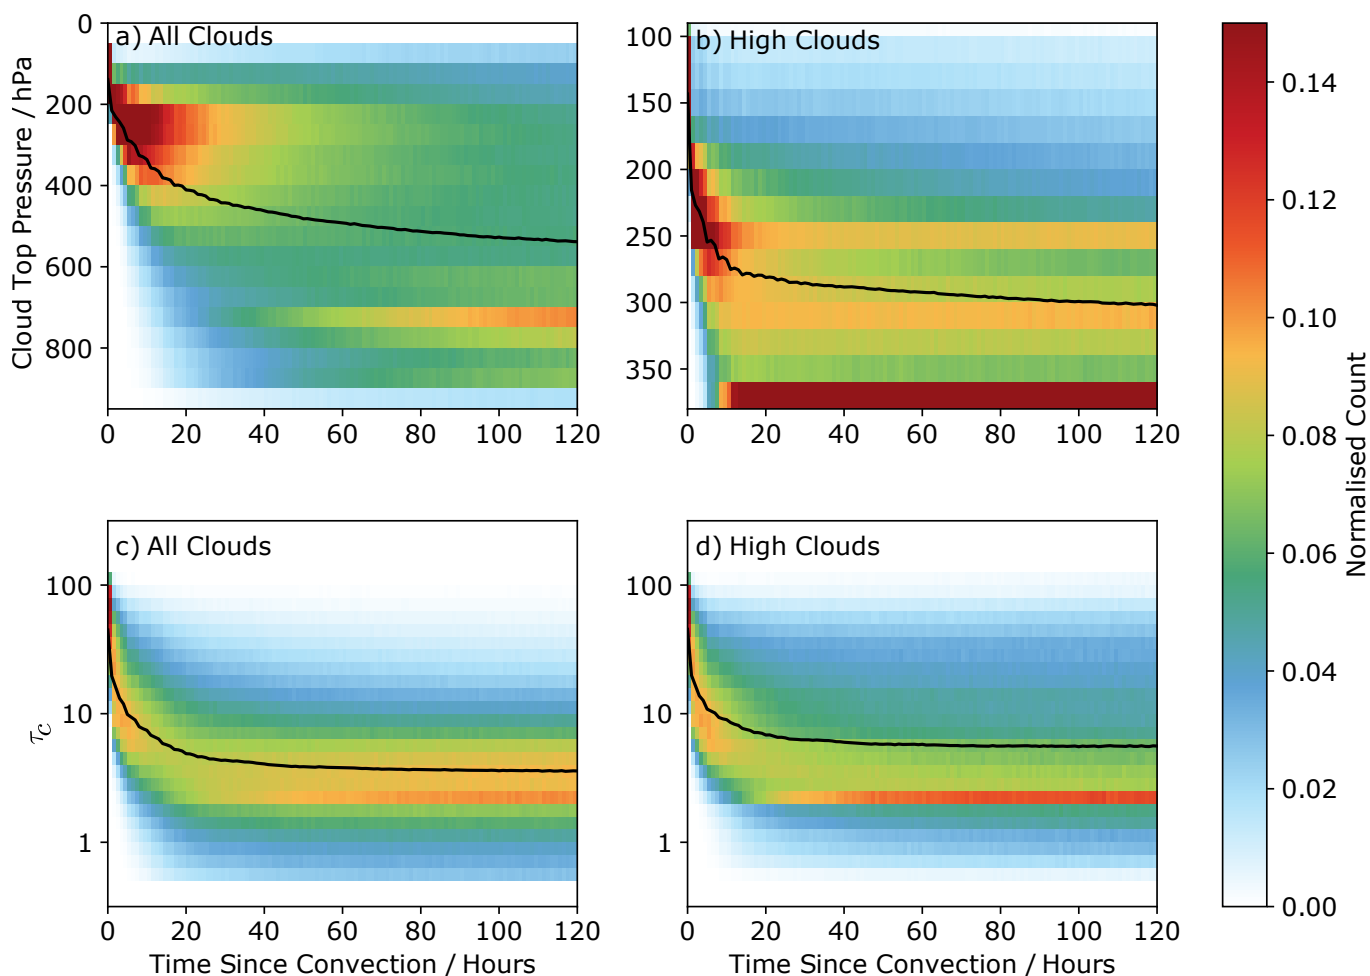 a) All Clouds
b) High Clouds
0
200
400
600
800
Cloud Top Pressure / hPa
0 20 40 60 80 100 120
100
150
200
250
300
350
0 20 40 60 80 100 120
c) All Clouds
d) High Clouds
100
10
1
τc
0 20 40 60 80 100 120
Time Since Convection / Hours
100
10
1
0 20 40 60 80 100 120
Time Since Convection / Hours
0.14
0.12
0.10
0.08
0.06
0.04
0.02
0.00
Normalised Count